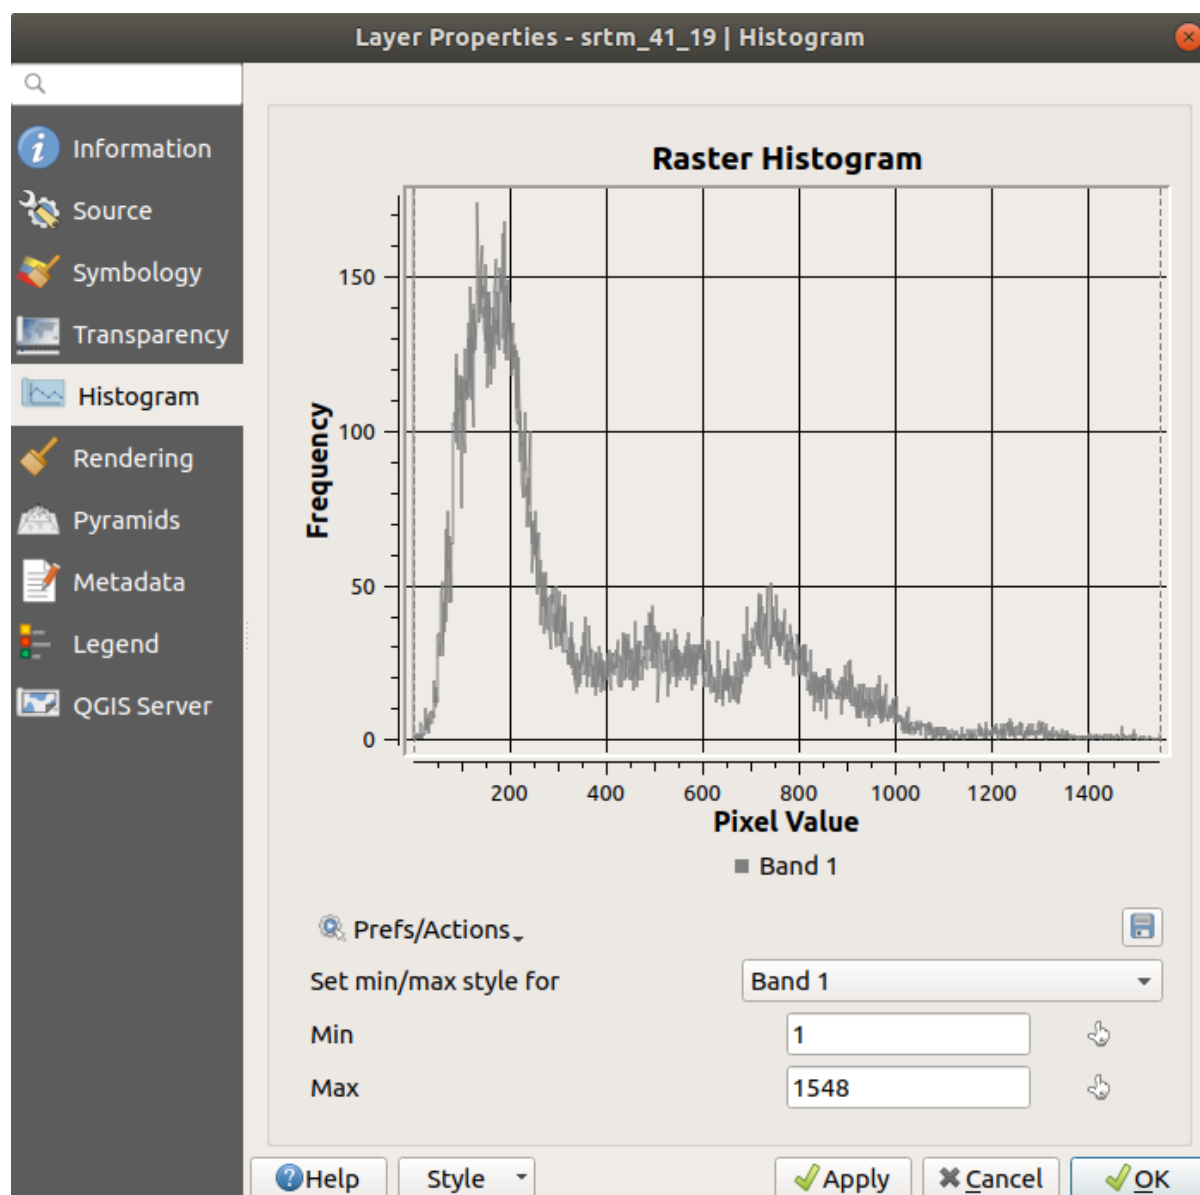 Layer Properties - srtm_41_19 | Histogram
Information
Source
Symbology
Transparency
Histogram
Rendering
Pyramids
Metadata
Legend
QGIS Server
Raster Histogram
Frequency
150
100
50
0
200 400 600 800 1000 1200 1400
Pixel Value
Band 1
Prefs/Actions
Set min/max style for Band 1
Min 1
Max 1548
Help Style Apply Cancel OK